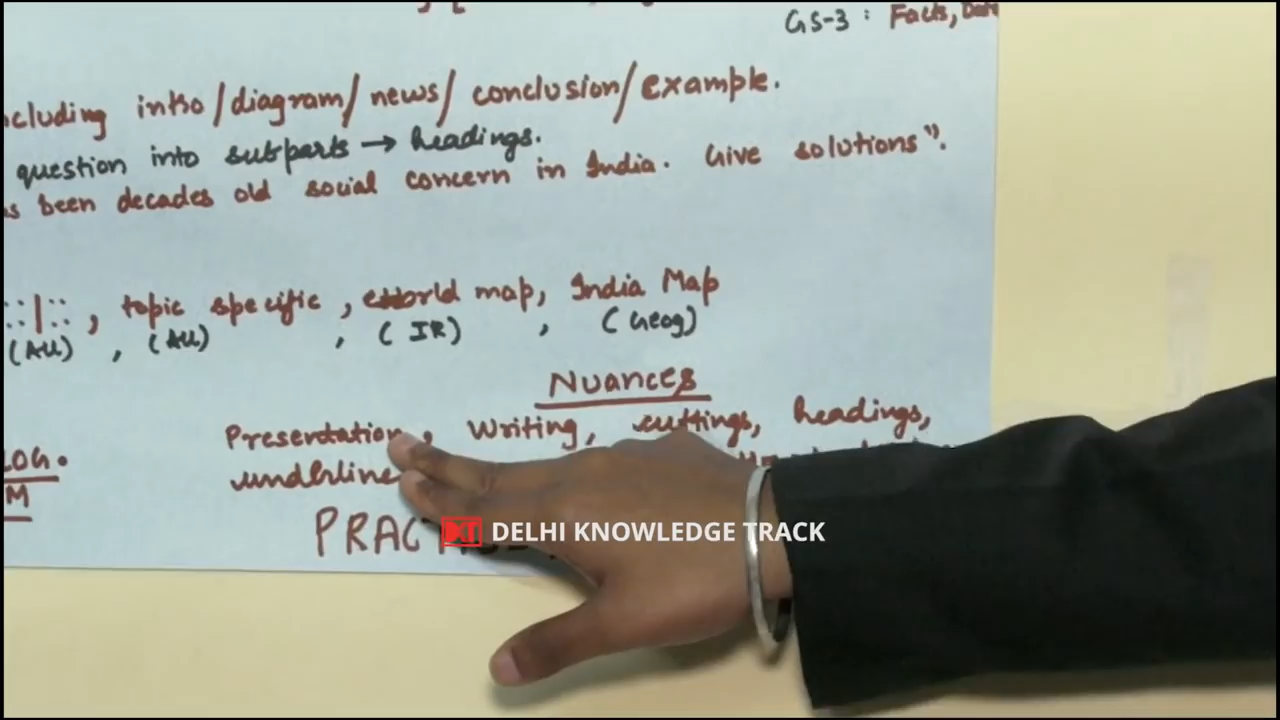 GS-3 : Facts,
including intro/diagram/news/conclusion/example.
question into subparts → headings.
as been decades old social concern in India. Give solutions".
::|::, topic specific, world map, India Map
(All) , (All) , (IR) , (Geog)
Nuances
Presentation, Writing, cuttings, headings,
underline
DELHI KNOWLEDGE TRACK